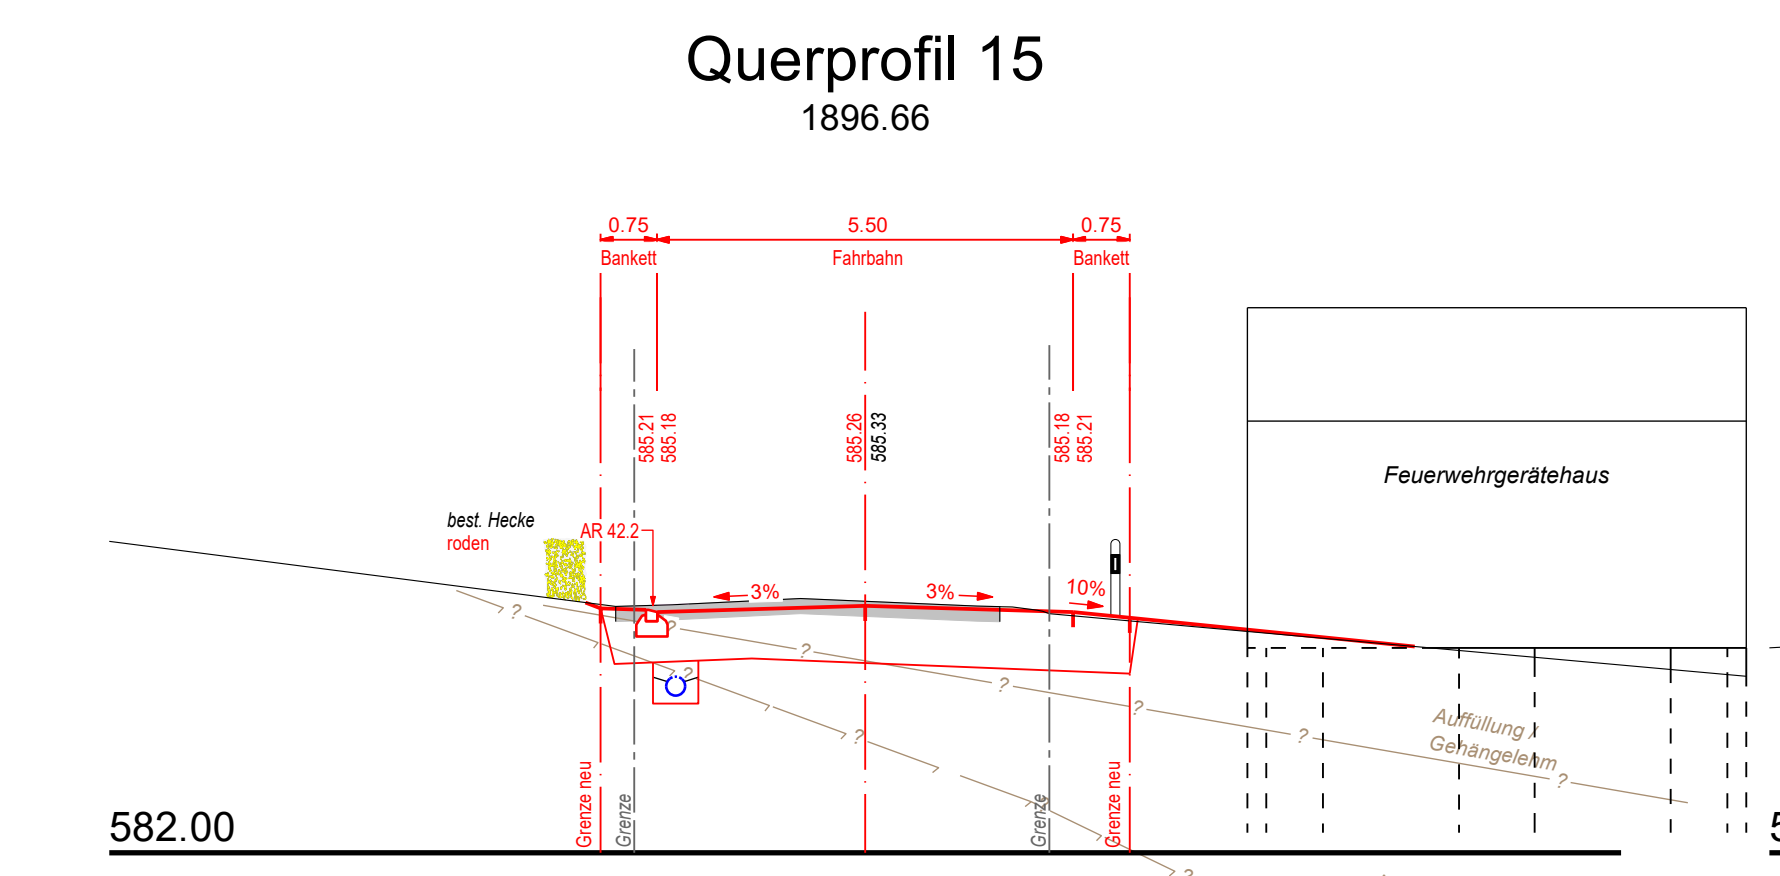 Querprofil 15
1896.66
0.75
5.50
0.75
Bankett
Fahrbahn
Bankett
585.21
585.18
585.26
585.33
585.18
585.21
Feuerwehrgerätehaus
best. Hecke
roden
AR 42.2
3%
3%
10%
?
?
?
?
?
?
?
?
?
?
?
Auffüllung /
Gehängelehm
Grenze neu
Grenze
Grenze
Grenze neu
582.00